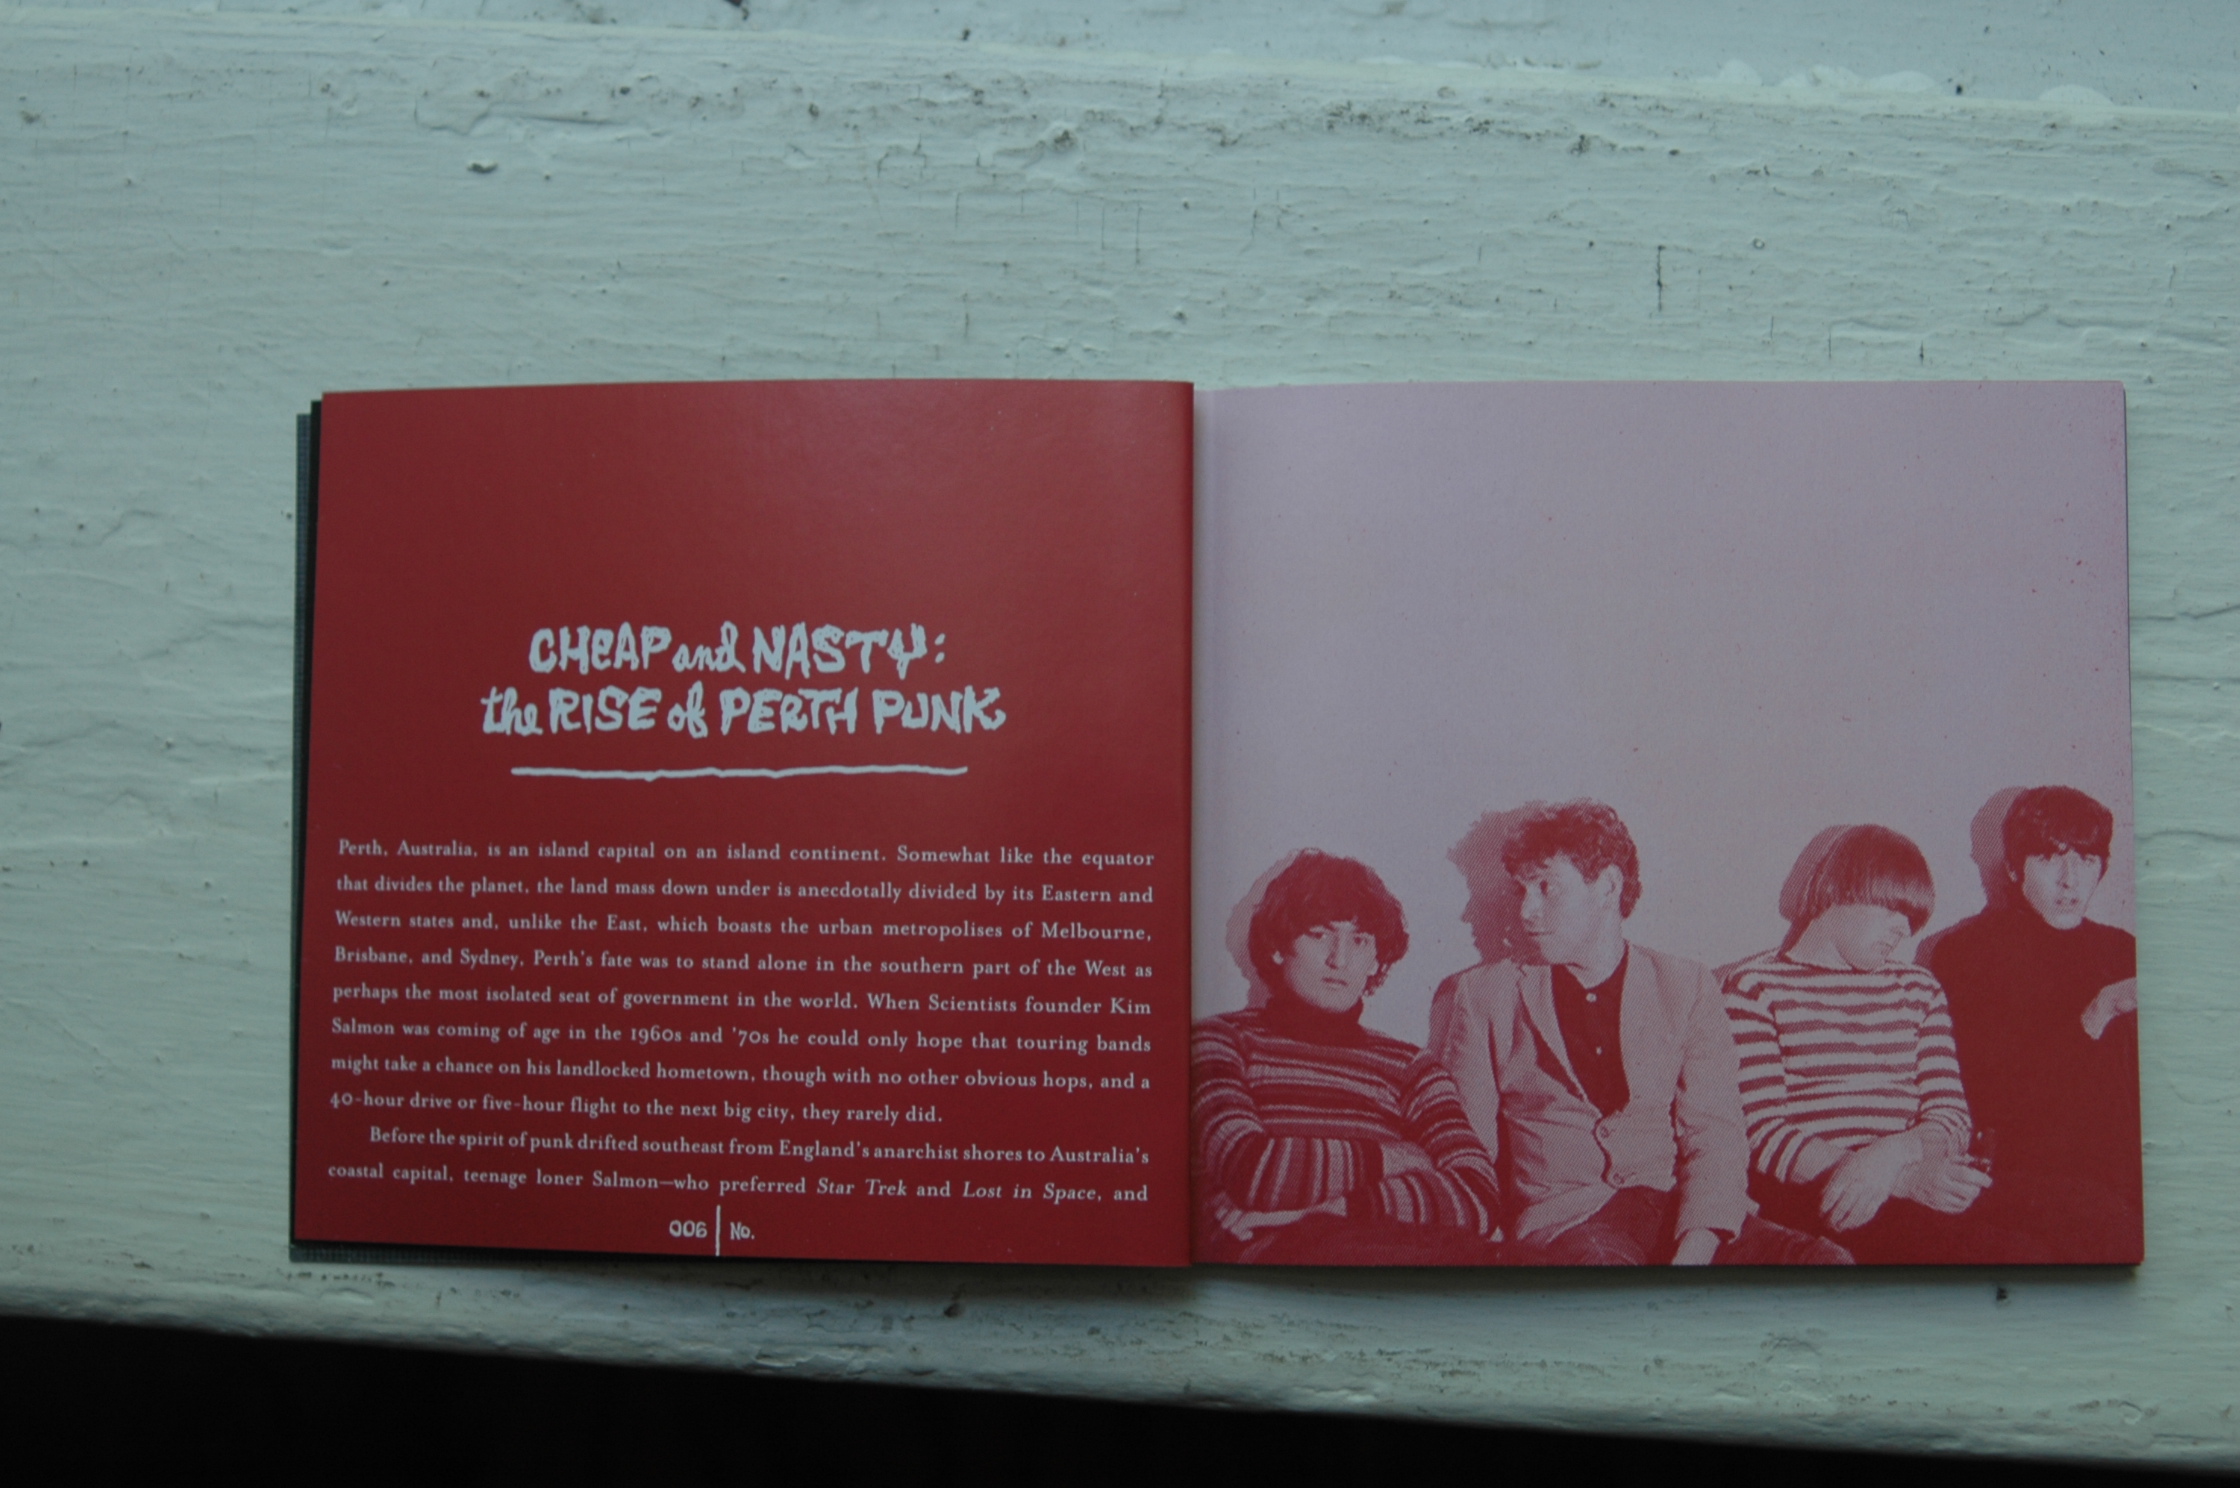 CHEAP and NASTY:
the RISE of PERTH PUNK
Perth, Australia, is an island capital on an island continent. Somewhat like the equator
that divides the planet, the land mass down under is anecdotally divided by its Eastern and
Western states and, unlike the East, which boasts the urban metropolises of Melbourne,
Brisbane, and Sydney, Perth's fate was to stand alone in the southern part of the West as
perhaps the most isolated seat of government in the world. When Scientists founder Kim
Salmon was coming of age in the 1960s and '70s he could only hope that touring bands
might take a chance on his landlocked hometown, though with no other obvious hops, and a
40-hour drive or five-hour flight to the next big city, they rarely did.
Before the spirit of punk drifted southeast from England's anarchist shores to Australia's
coastal capital, teenage loner Salmon—who preferred Star Trek and Lost in Space, and
006 No.